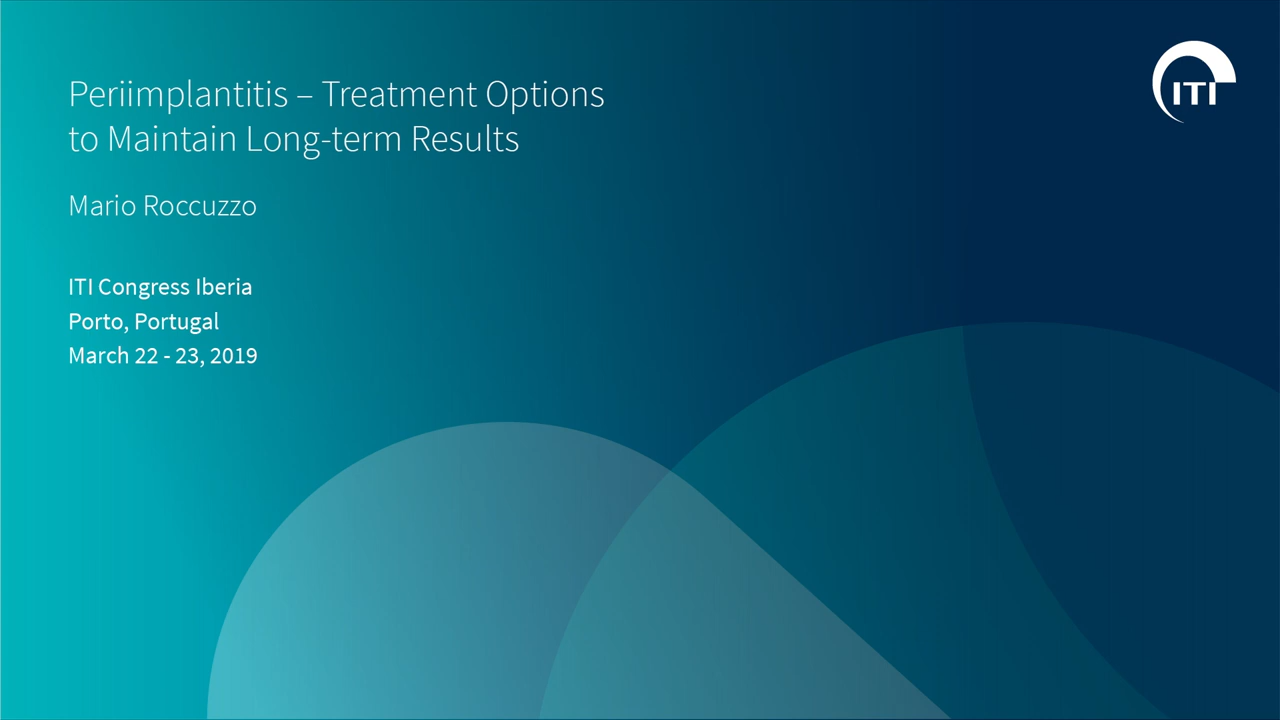 Periimplantitis – Treatment Options
to Maintain Long-term Results
Mario Roccuzzo
ITI Congress Iberia
Porto, Portugal
March 22 - 23, 2019
ITI